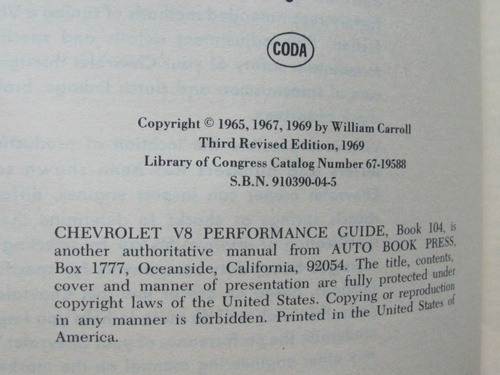 CODA
Copyright © 1965, 1967, 1969 by William Carroll
Third Revised Edition, 1969
Library of Congress Catalog Number 67-19588
S.B.N. 910390-04-5
CHEVROLET V8 PERFORMANCE GUIDE, Book 104, is
another authoritative manual from AUTO BOOK PRESS,
Box 1777, Oceanside, California, 92054. The title, contents,
cover and manner of presentation are fully protected under
copyright laws of the United States. Copying or reproduction
in any manner is forbidden. Printed in the United States of
America.